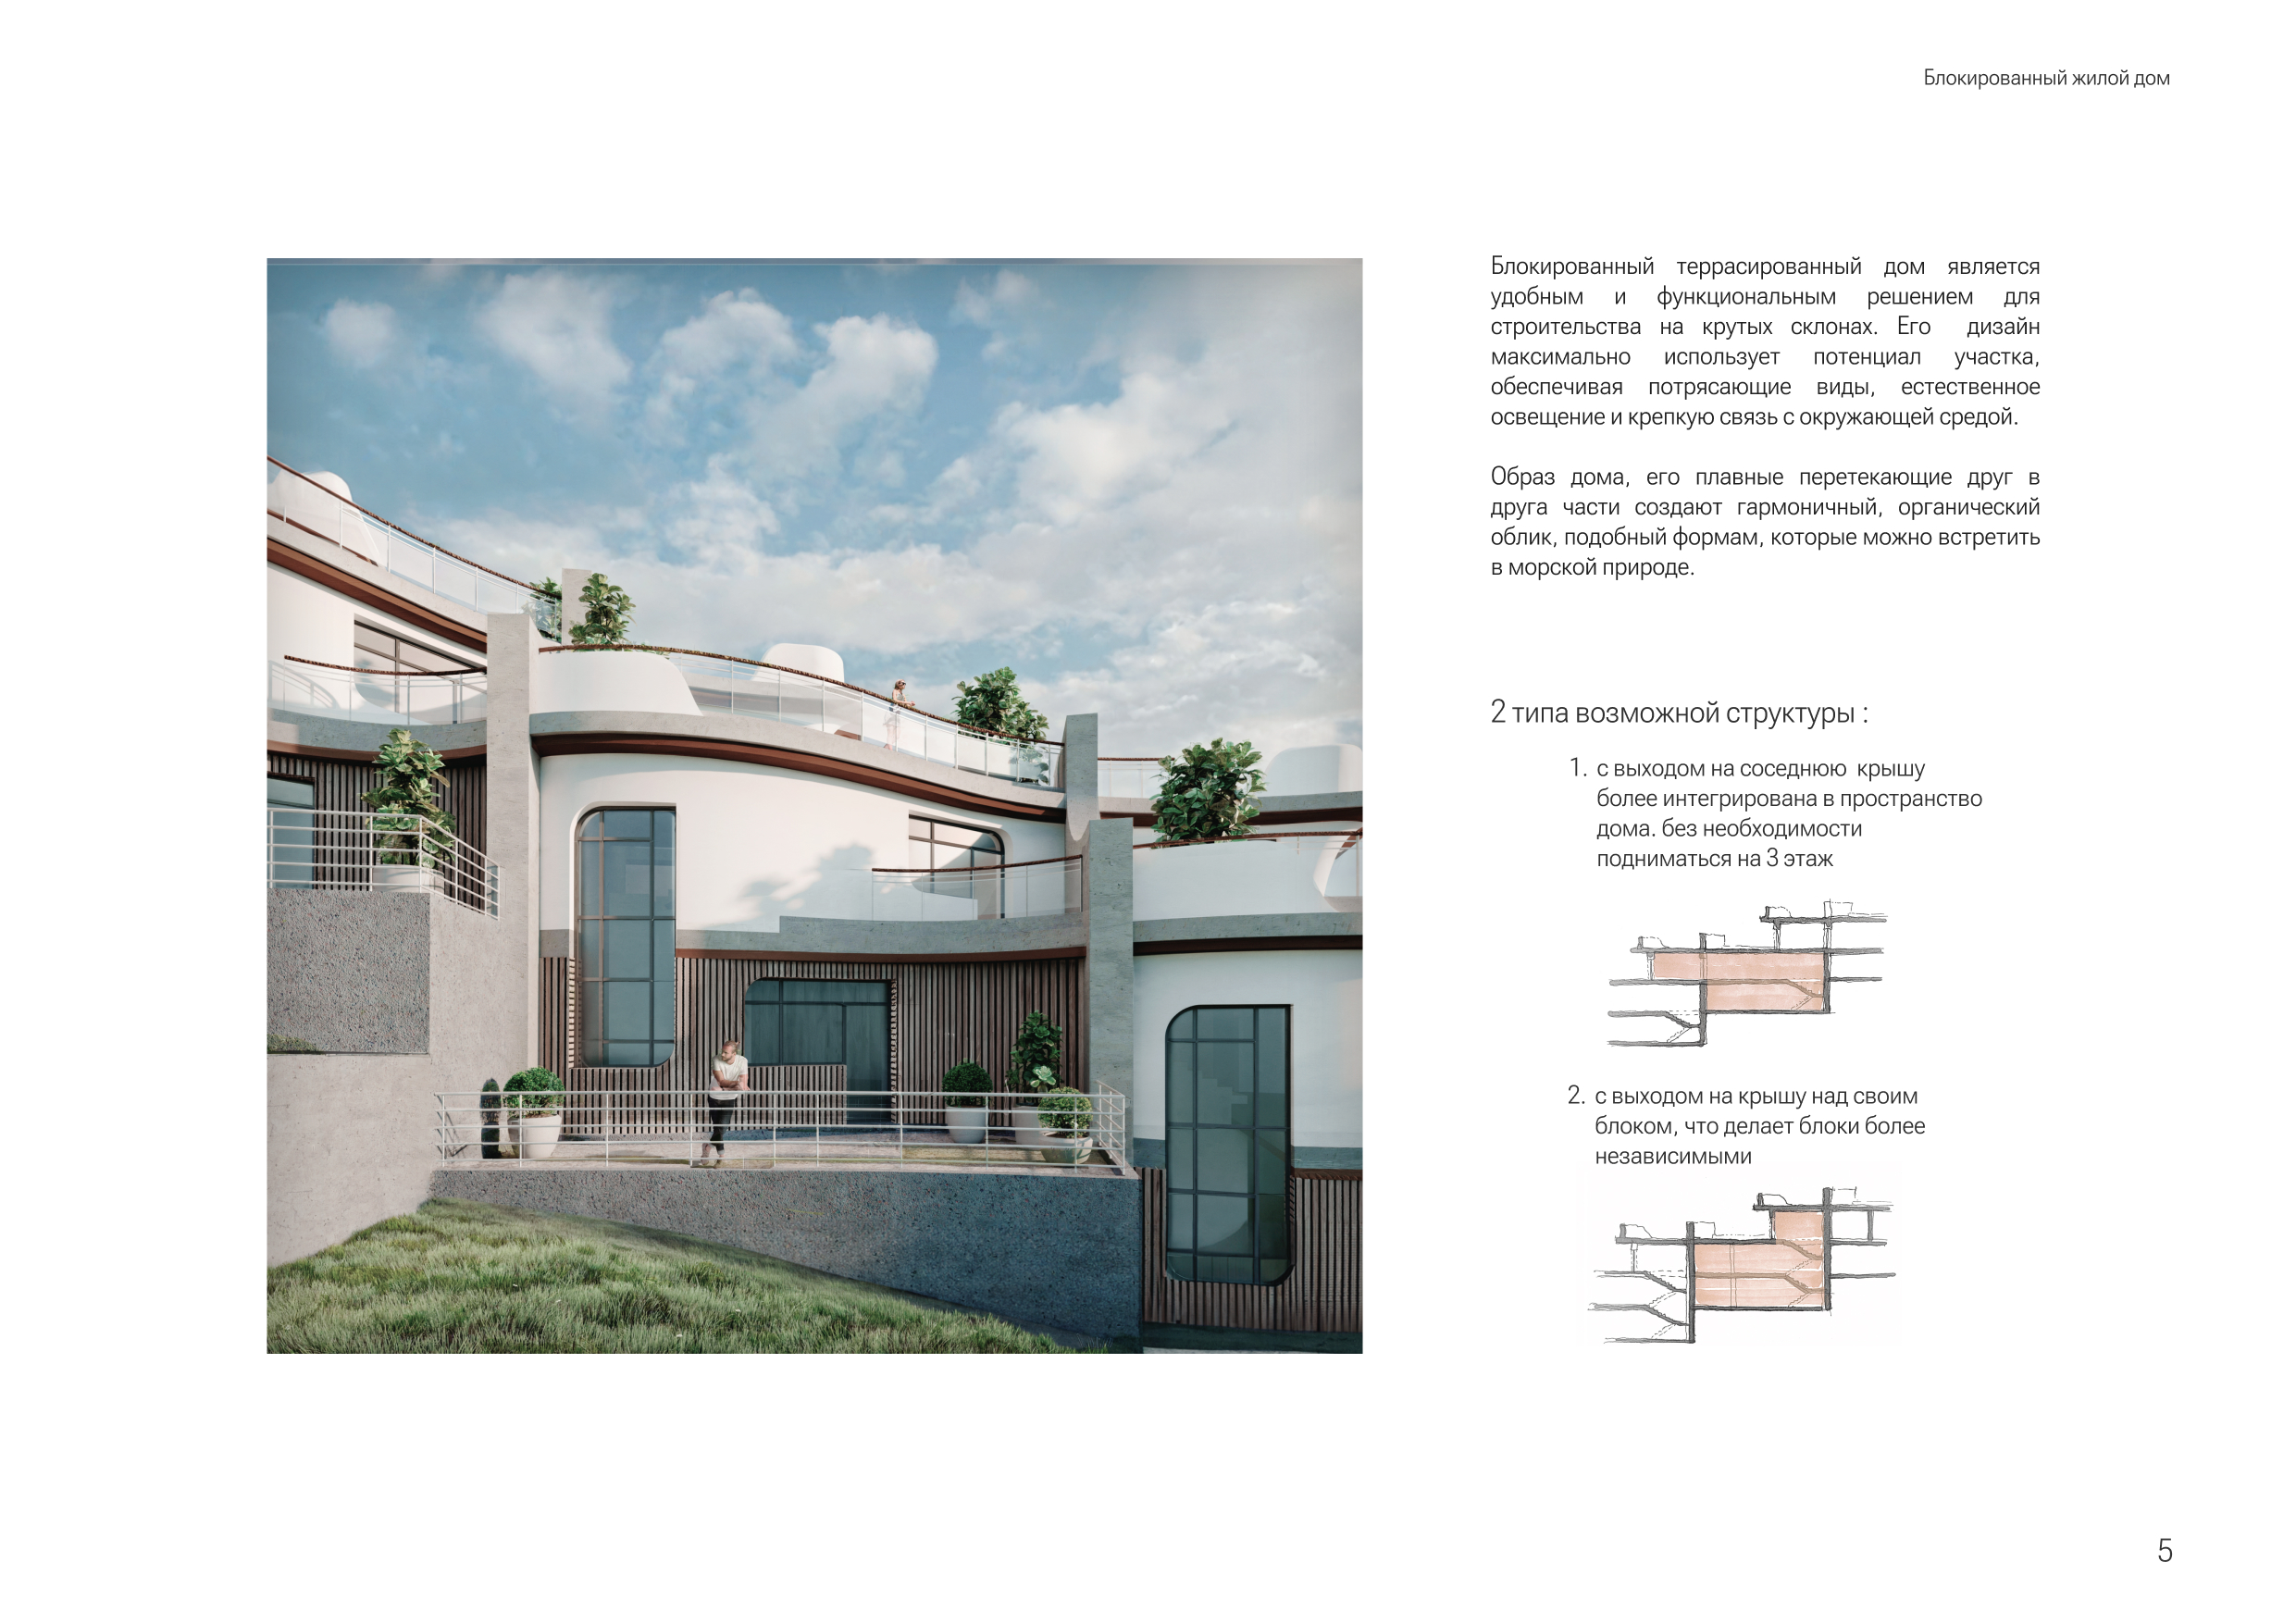 Блокированный жилой дом
Блокированный террасированный дом является
удобным и функциональным решением для
строительства на крутых склонах. Его дизайн
максимально использует потенциал участка,
обеспечивая потрясающие виды, естественное
освещение и крепкую связь с окружающей средой.
Образ дома, его плавные перетекающие друг в
друга части создают гармоничный, органический
облик, подобный формам, которые можно встретить
в морской природе.
2 типа возможной структуры :
1. с выходом на соседнюю крышу
более интегрирована в пространство
дома. без необходимости
подниматься на 3 этаж
2. с выходом на крышу над своим
блоком, что делает блоки более
независимыми
5